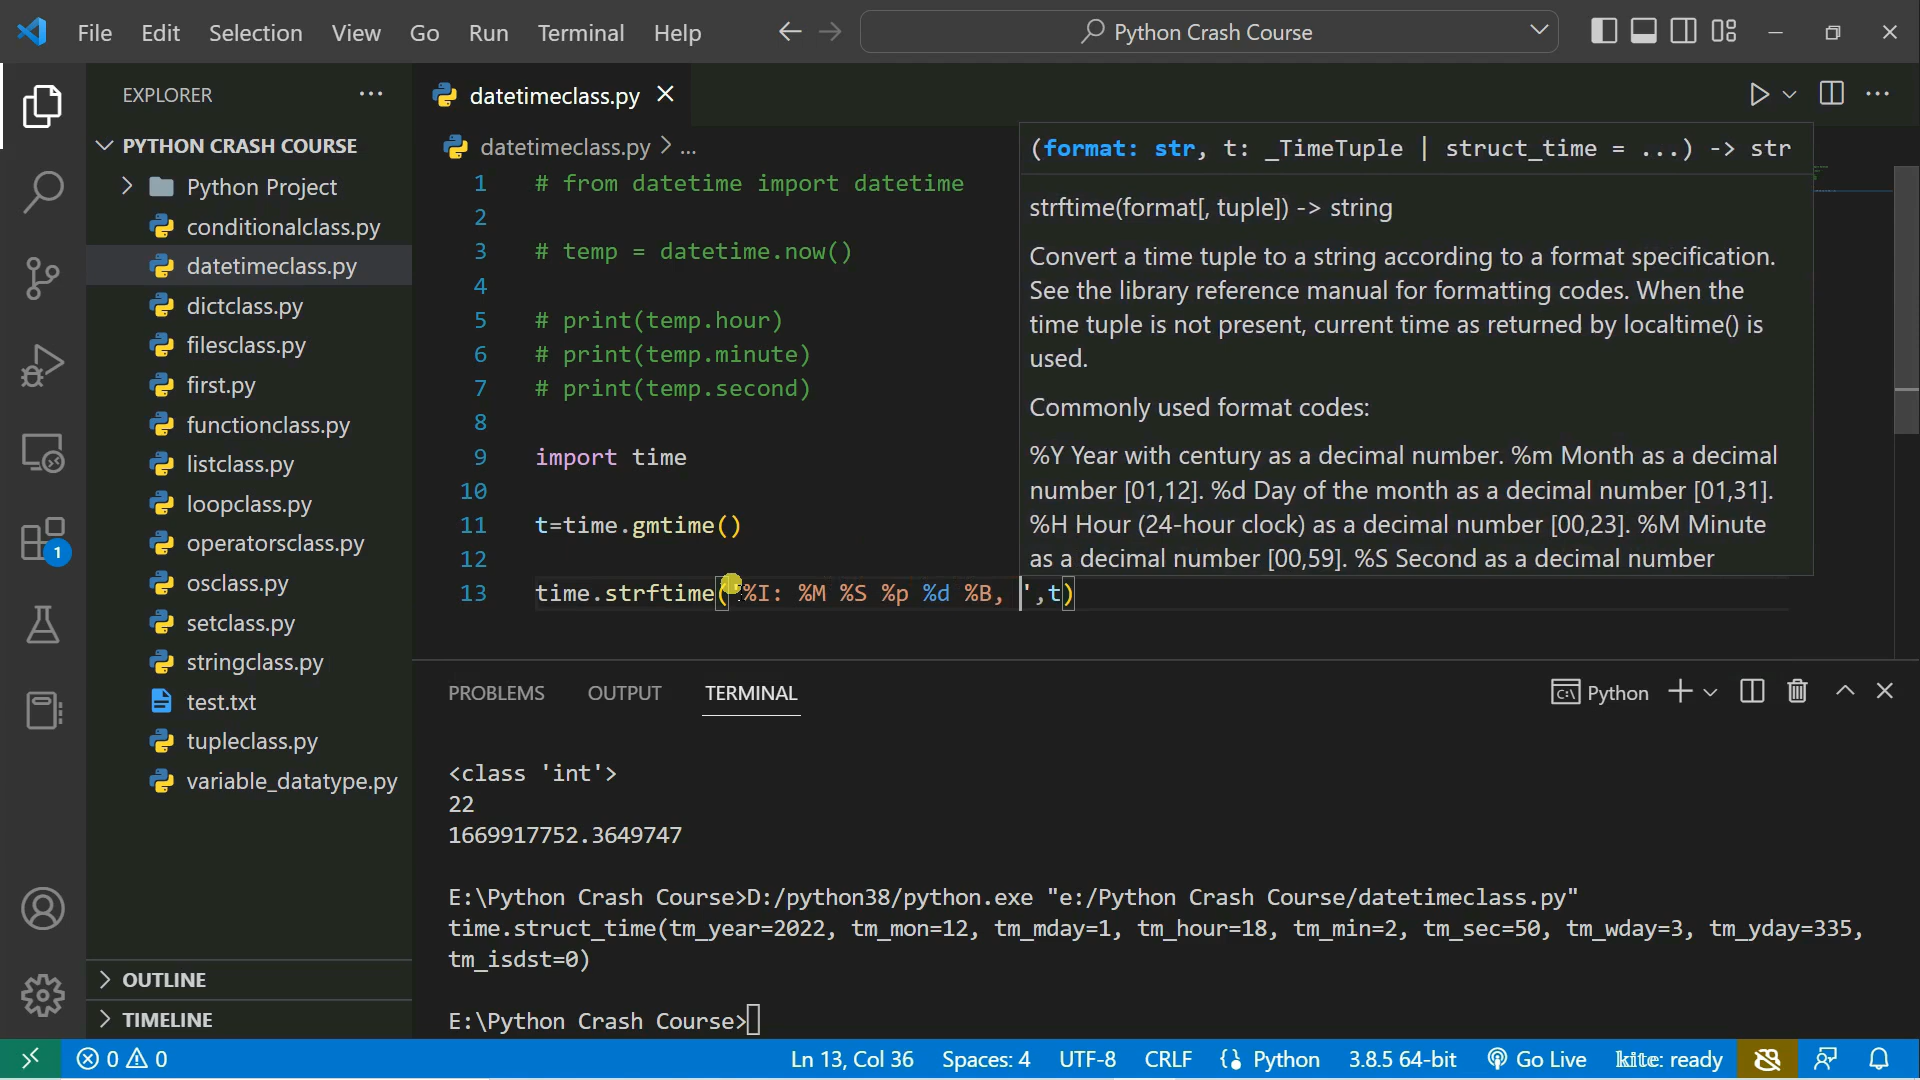 File Edit Selection View Go Run Terminal Help
Python Crash Course
EXPLORER
PYTHON CRASH COURSE
Python Project
conditionalclass.py
datetimeclass.py
dictclass.py
filesclass.py
first.py
functionclass.py
listclass.py
loopclass.py
operatorsclass.py
osclass.py
setclass.py
stringclass.py
test.txt
tupleclass.py
variable_datatype.py
OUTLINE
TIMELINE
1
datetimeclass.py
datetimeclass.py > ...
1 # from datetime import datetime
2
3 # temp = datetime.now()
4
5 # print(temp.hour)
6 # print(temp.minute)
7 # print(temp.second)
8
9 import time
10
11 t=time.gmtime()
12
13 time.strftime('%I: %M %S %p %d %B, ',t)
(format: str, t: _TimeTuple | struct_time = ...) -> str
strftime(format[, tuple]) -> string
Convert a time tuple to a string according to a format specification.
See the library reference manual for formatting codes. When the
time tuple is not present, current time as returned by localtime() is
used.
Commonly used format codes:
%Y Year with century as a decimal number. %m Month as a decimal
number [01,12]. %d Day of the month as a decimal number [01,31].
%H Hour (24-hour clock) as a decimal number [00,23]. %M Minute
as a decimal number [00,59]. %S Second as a decimal number
PROBLEMS OUTPUT TERMINAL
Python
<class 'int'>
22
1669917752.3649747
E:\Python Crash Course>D:/python38/python.exe "e:/Python Crash Course/datetimeclass.py"
time.struct_time(tm_year=2022, tm_mon=12, tm_mday=1, tm_hour=18, tm_min=2, tm_sec=50, tm_wday=3, tm_yday=335,
tm_isdst=0)
E:\Python Crash Course>
0 0 Ln 13, Col 36 Spaces: 4 UTF-8 CRLF Python 3.8.5 64-bit Go Live kite: ready